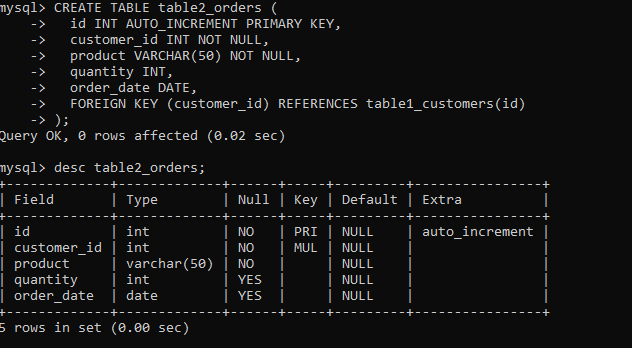 mysql> CREATE TABLE table2_orders (
    ->   id INT AUTO_INCREMENT PRIMARY KEY,
    ->   customer_id INT NOT NULL,
    ->   product VARCHAR(50) NOT NULL,
    ->   quantity INT,
    ->   order_date DATE,
    ->   FOREIGN KEY (customer_id) REFERENCES table1_customers(id)
    -> );
Query OK, 0 rows affected (0.02 sec)
mysql> desc table2_orders;
+-------------+-------------+------+-----+---------+----------------+
| Field       | Type        | Null | Key | Default | Extra          |
+-------------+-------------+------+-----+---------+----------------+
| id          | int         | NO   | PRI | NULL    | auto_increment |
| customer_id | int         | NO   | MUL | NULL    |                |
| product     | varchar(50) | NO   |     | NULL    |                |
| quantity    | int         | YES  |     | NULL    |                |
| order_date  | date        | YES  |     | NULL    |                |
+-------------+-------------+------+-----+---------+----------------+
5 rows in set (0.00 sec)